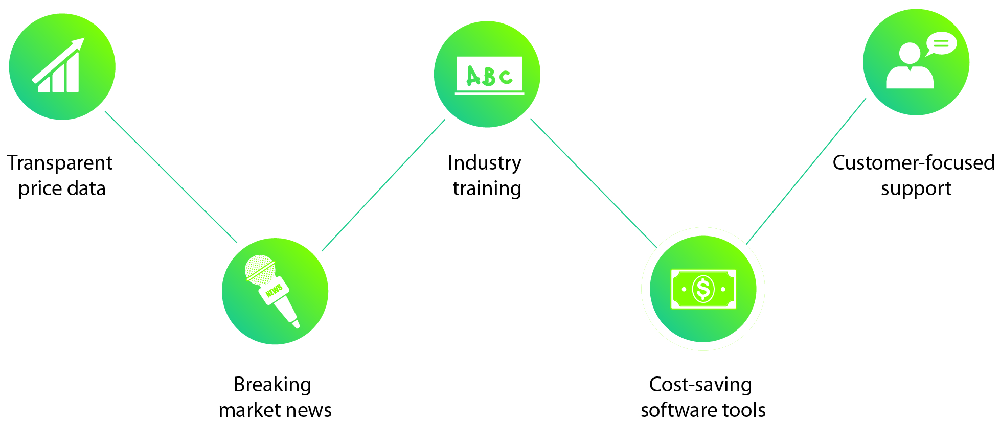 Transparent
price data
NEWS
Breaking
market news
ABC
Industry
training
$
Cost-saving
software tools
Customer-focused
support